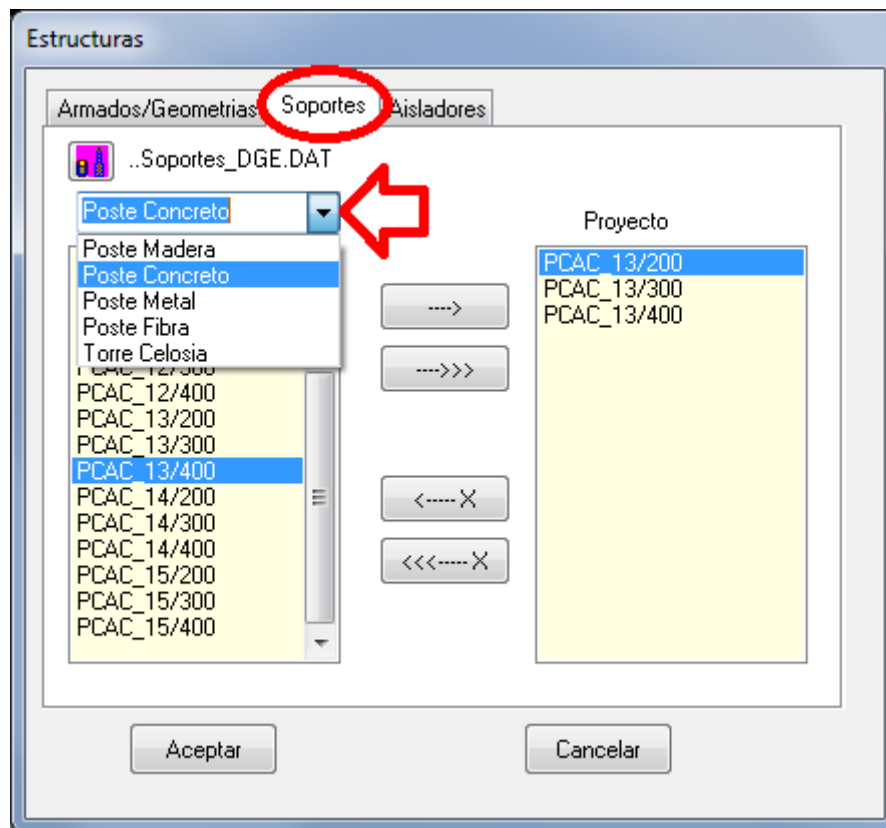 Estructuras
Armados/Geometrias Soportes Aisladores
..Soportes_DGE.DAT
Poste Concreto
Proyecto
Poste Madera
Poste Concreto
Poste Metal
Poste Fibra
Torre Celosia
PCAC_12/300
PCAC_12/400
PCAC_13/200
PCAC_13/300
PCAC_13/400
PCAC_14/200
PCAC_14/300
PCAC_14/400
PCAC_15/200
PCAC_15/300
PCAC_15/400
---->
---->>>
<-----X
<<<-----X
PCAC_13/200
PCAC_13/300
PCAC_13/400
Aceptar
Cancelar